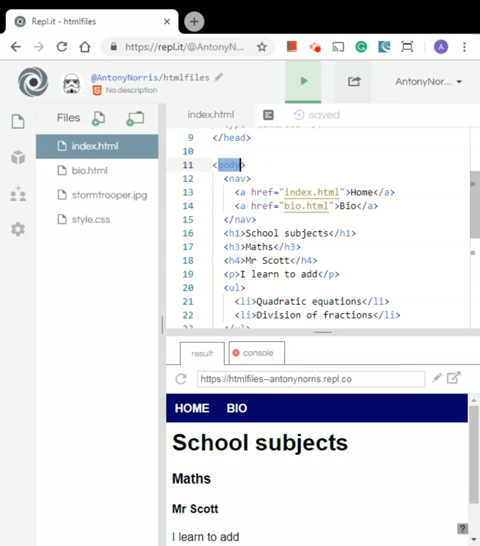 Repl.it - htmlfiles
https://repl.it/@AntonyN...
A
@AntonyNorris/htmlfiles
No description
AntonyNor...
Files
index.html
bio.html
stormtrooper.jpg
style.css
index.html
saved
9 </head>
10
11 <body>
12 <nav>
13 <a href="index.html">Home</a>
14 <a href="bio.html">Bio</a>
15 </nav>
16 <h1>School subjects</h1>
17 <h3>Maths</h3>
18 <h4>Mr Scott</h4>
19 <p>I learn to add</p>
20 <ul>
21 <li>Quadratic equations</li>
22 <li>Division of fractions</li>
result
console
https://htmlfiles--antonynorris.repl.co
HOME BIO
School subjects
Maths
Mr Scott
I learn to add
?